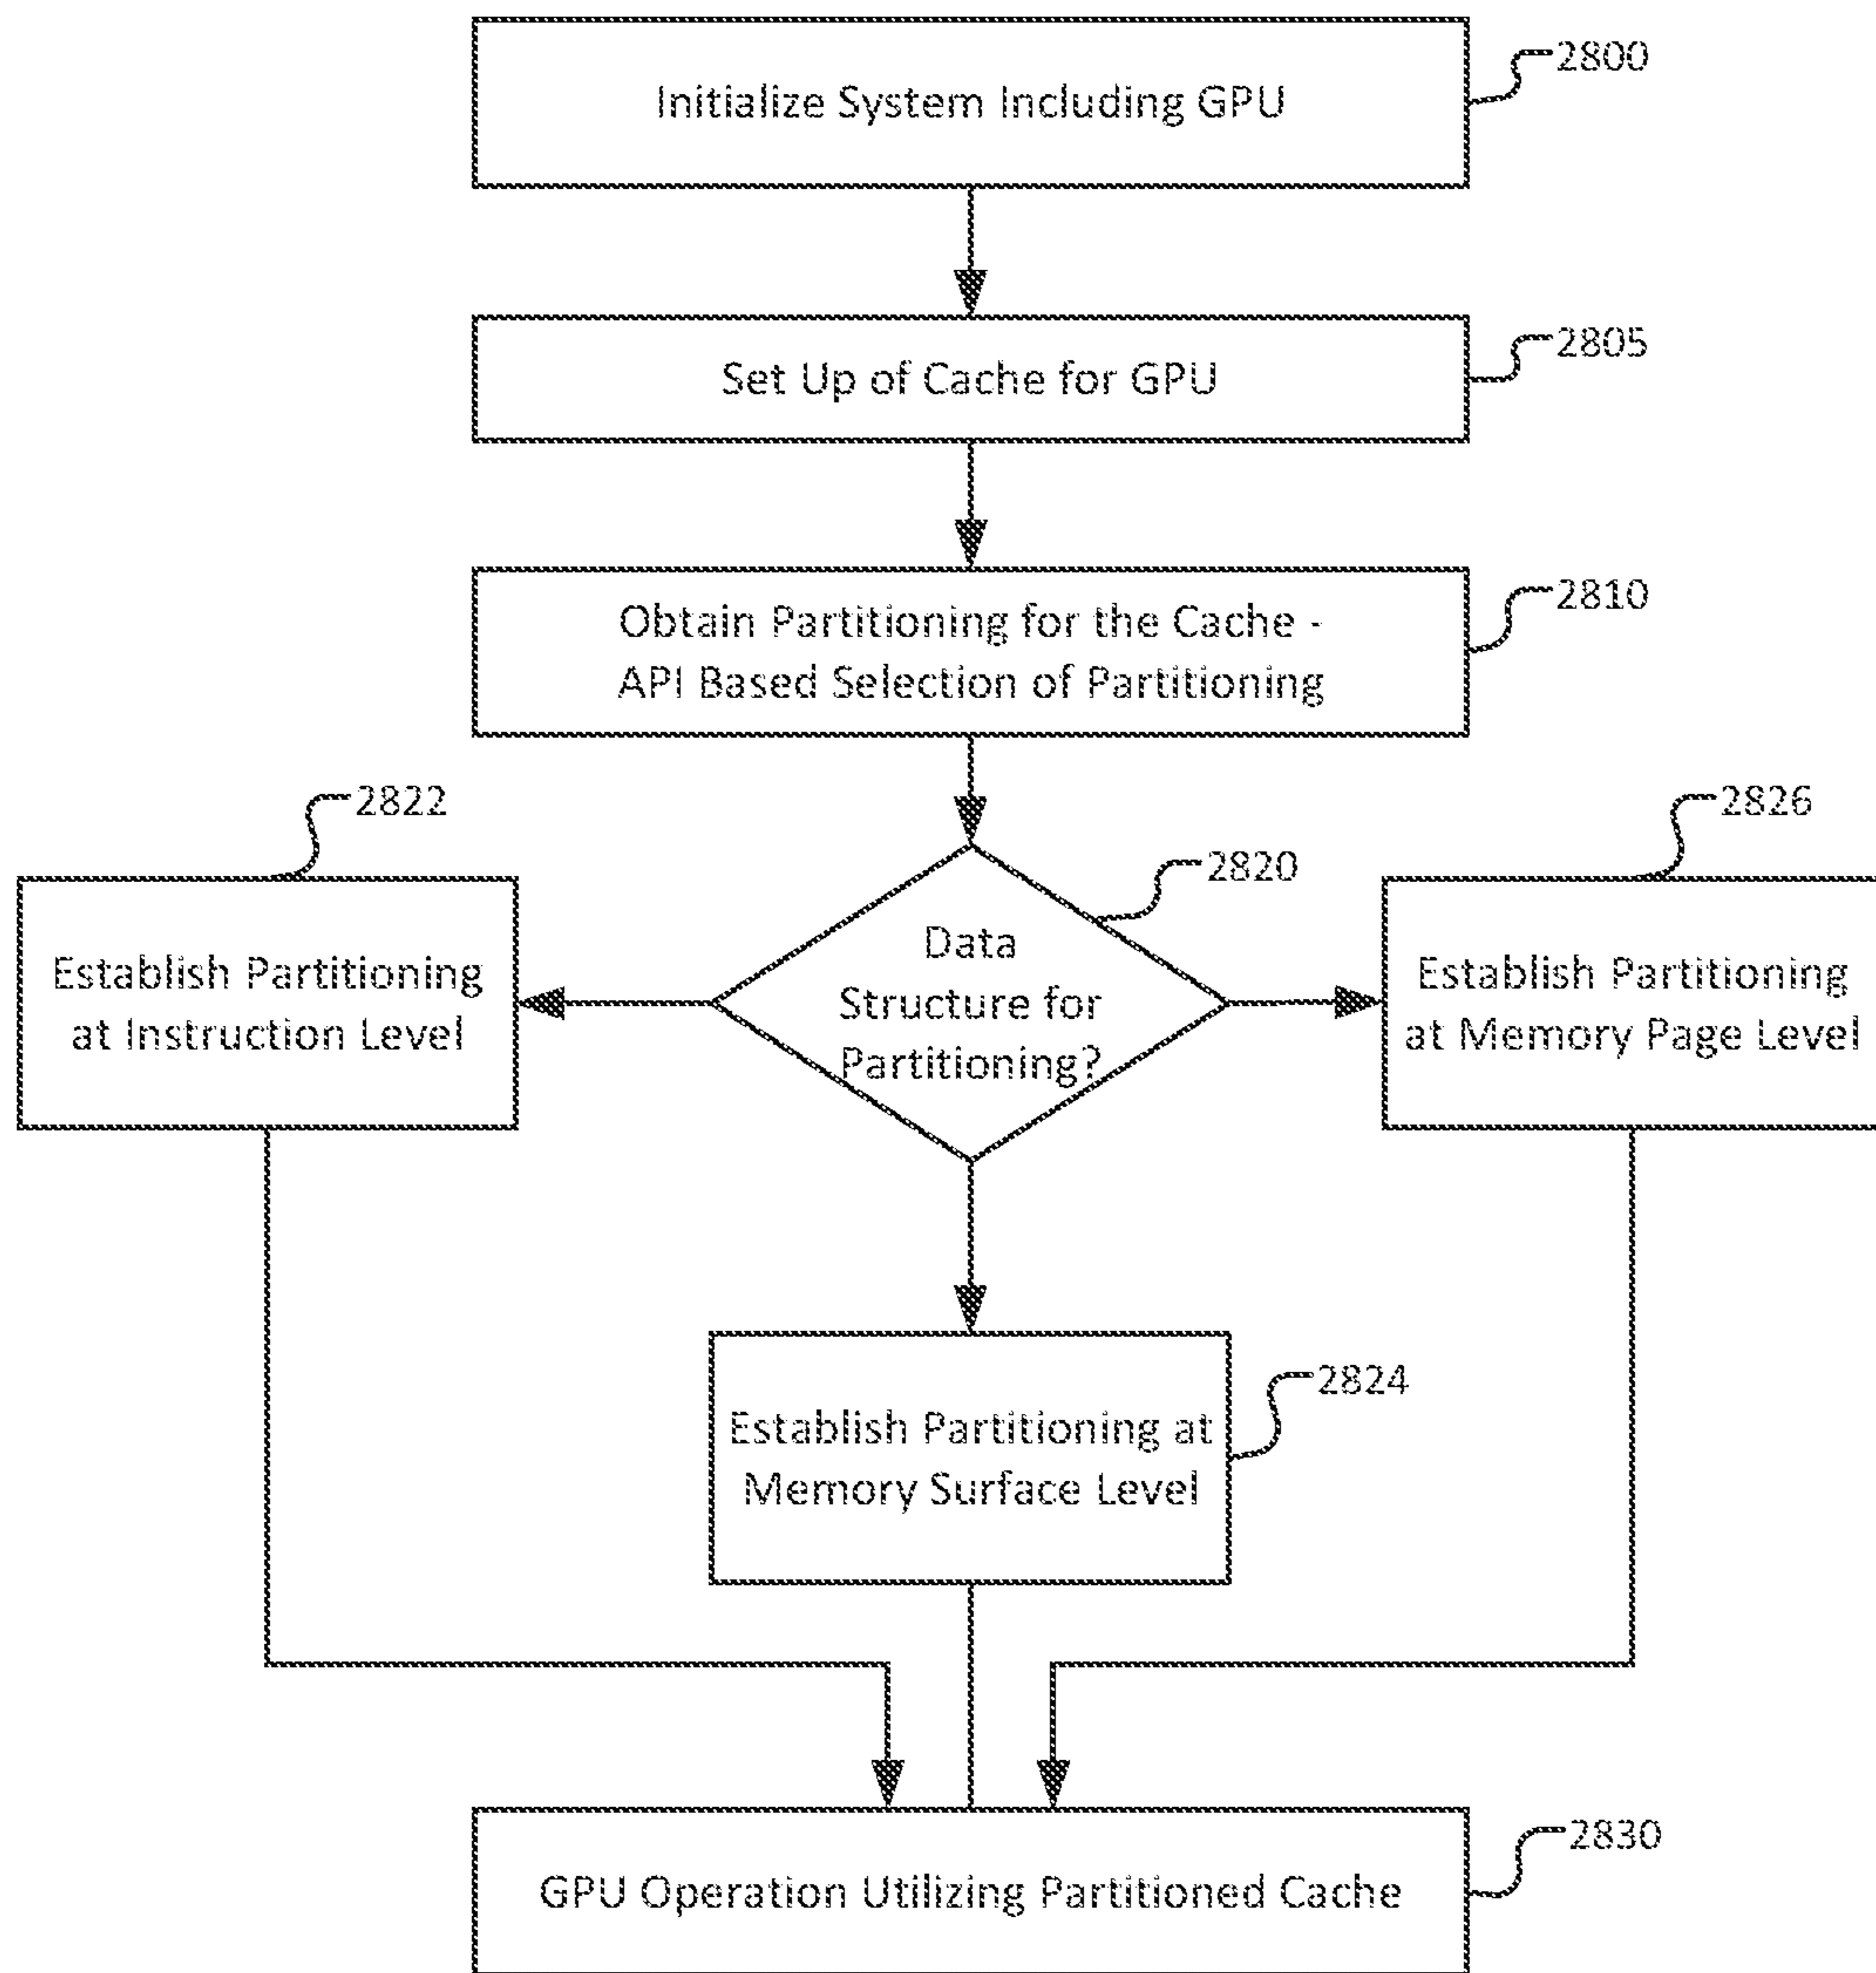 Initialize System Including GPU
2800
Set Up of Cache for GPU
2805
Obtain Partitioning for the Cache -
API Based Selection of Partitioning
2810
2822
2826
2820
Establish Partitioning
at Instruction Level
Data
Structure for
Partitioning?
Establish Partitioning
at Memory Page Level
2824
Establish Partitioning at
Memory Surface Level
2830
GPU Operation Utilizing Partitioned Cache